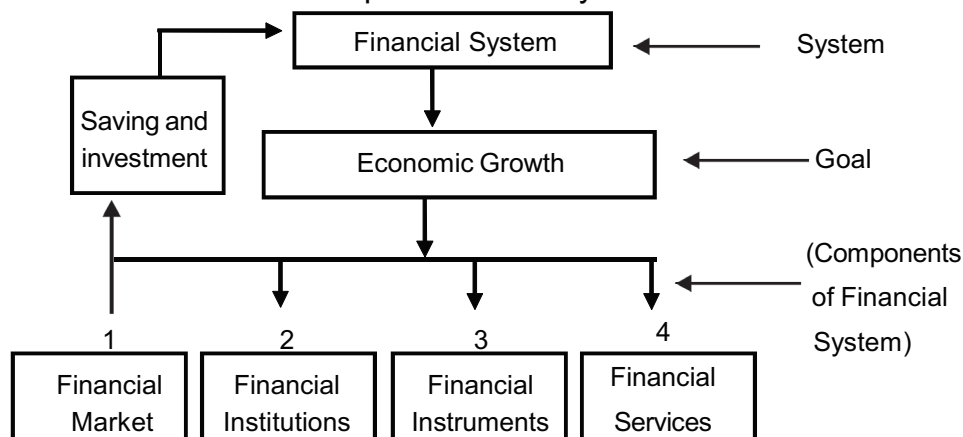 Financial System
System
Saving and
investment
Economic Growth
Goal
(Components
of Financial
System)
1
2
3
4
Financial
Market
Financial
Institutions
Financial
Instruments
Financial
Services